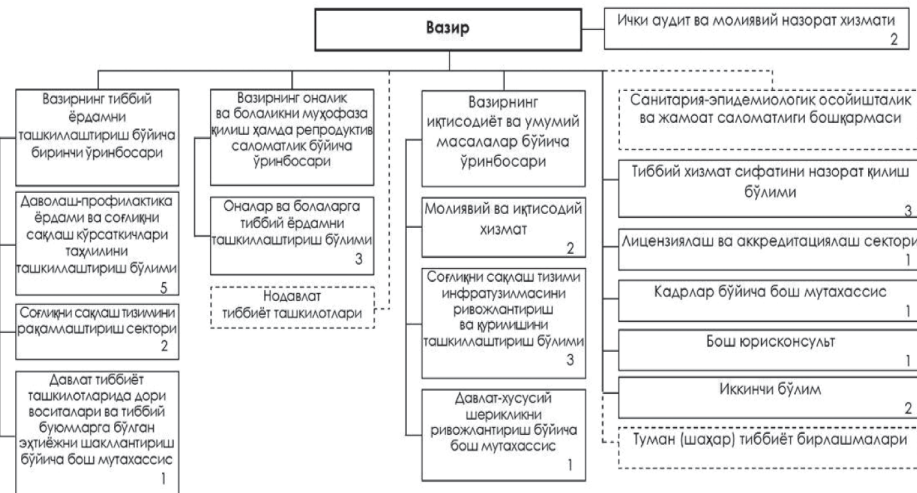 Вазир
Ички аудит ва молиявий назорат хизмати
2
Вазирнинг тиббий
ёрдамни
ташкиллаштириш бўйича
биринчи ўринбосари
Даволаш-профилактика
ёрдами ва соғлиқни
сақлаш кўрсаткичлари
таҳлилини
ташкиллаштириш бўлими
5
Соғлиқни сақлаш тизимини
рақамлаштириш сектори
2
Давлат тиббиёт
ташкилотларида дори
воситалари ва тиббий
буюмларга бўлган
эҳтиёжни шакллантириш
бўйича бош мутахассис
1
Вазирнинг оналик
ва болаликни муҳофаза
қилиш ҳамда репродуктив
саломатлик бўйича
ўринбосари
Оналар ва болаларга
тиббий ёрдамни
ташкиллаштириш бўлими
3
Нодавлат
тиббиёт ташкилотлари
Вазирнинг
иқтисодиёт ва умумий
масалалар бўйича
ўринбосари
Молиявий ва иқтисодий
хизмат
2
Соғлиқни сақлаш тизими
инфратузилмасини
ривожлантириш
ва қурилишини
ташкиллаштириш бўлими
3
Давлат-хусусий
шерикликни
ривожлантириш бўйича
бош мутахассис
1
Санитария-эпидемиологик осойишталик
ва жамоат саломатлиги бошқармаси
Тиббий хизмат сифатини назорат қилиш
бўлими
3
Лицензиялаш ва аккредитациялаш сектори
1
Кадрлар бўйича бош мутахассис
1
Бош юрисконсульт
1
Иккинчи бўлим
2
Туман (шаҳар) тиббиёт бирлашмалари